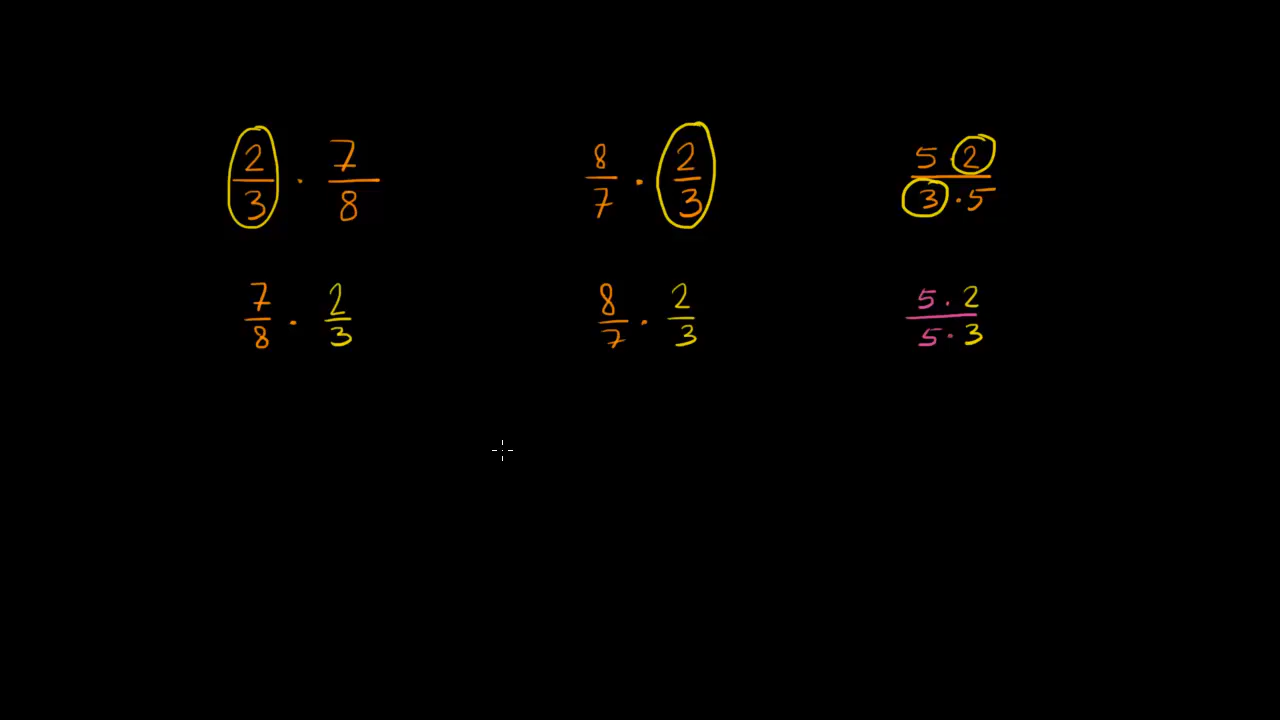 2/3 · 7/8
8/7 · 2/3
5 · 2 / 3 · 5
7/8 · 2/3
8/7 · 2/3
5 · 2 / 5 · 3